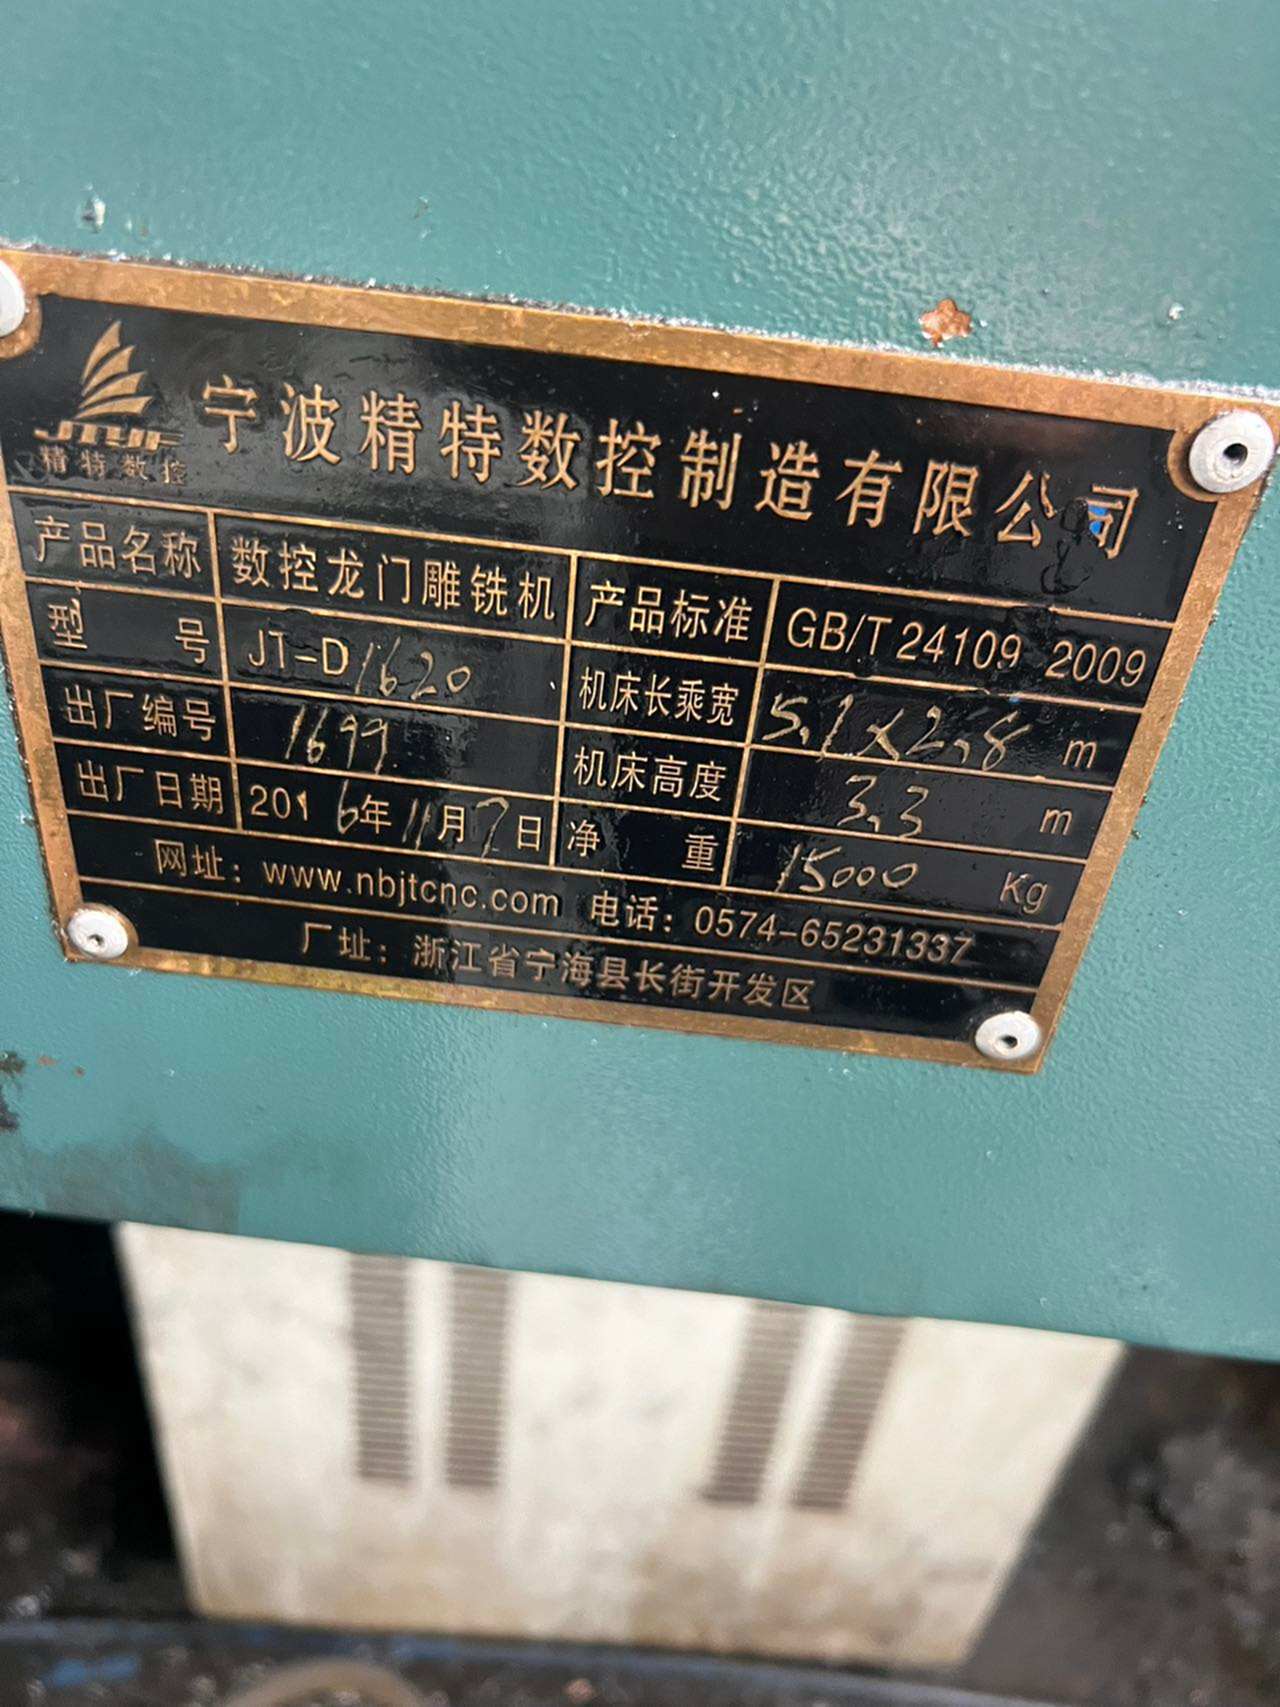 宁波精特数控制造有限公司
精特数控
产品名称 数控龙门雕铣机 产品标准 GB/T 24109 2009
型号 JT-D1620 机床长乘宽 5.1×2.8 m
出厂编号 1699 机床高度 3.3 m
出厂日期 2016年11月7日 净重 15000 Kg
网址：www.nbjtcnc.com 电话：0574-65231337
厂址：浙江省宁海县长街开发区